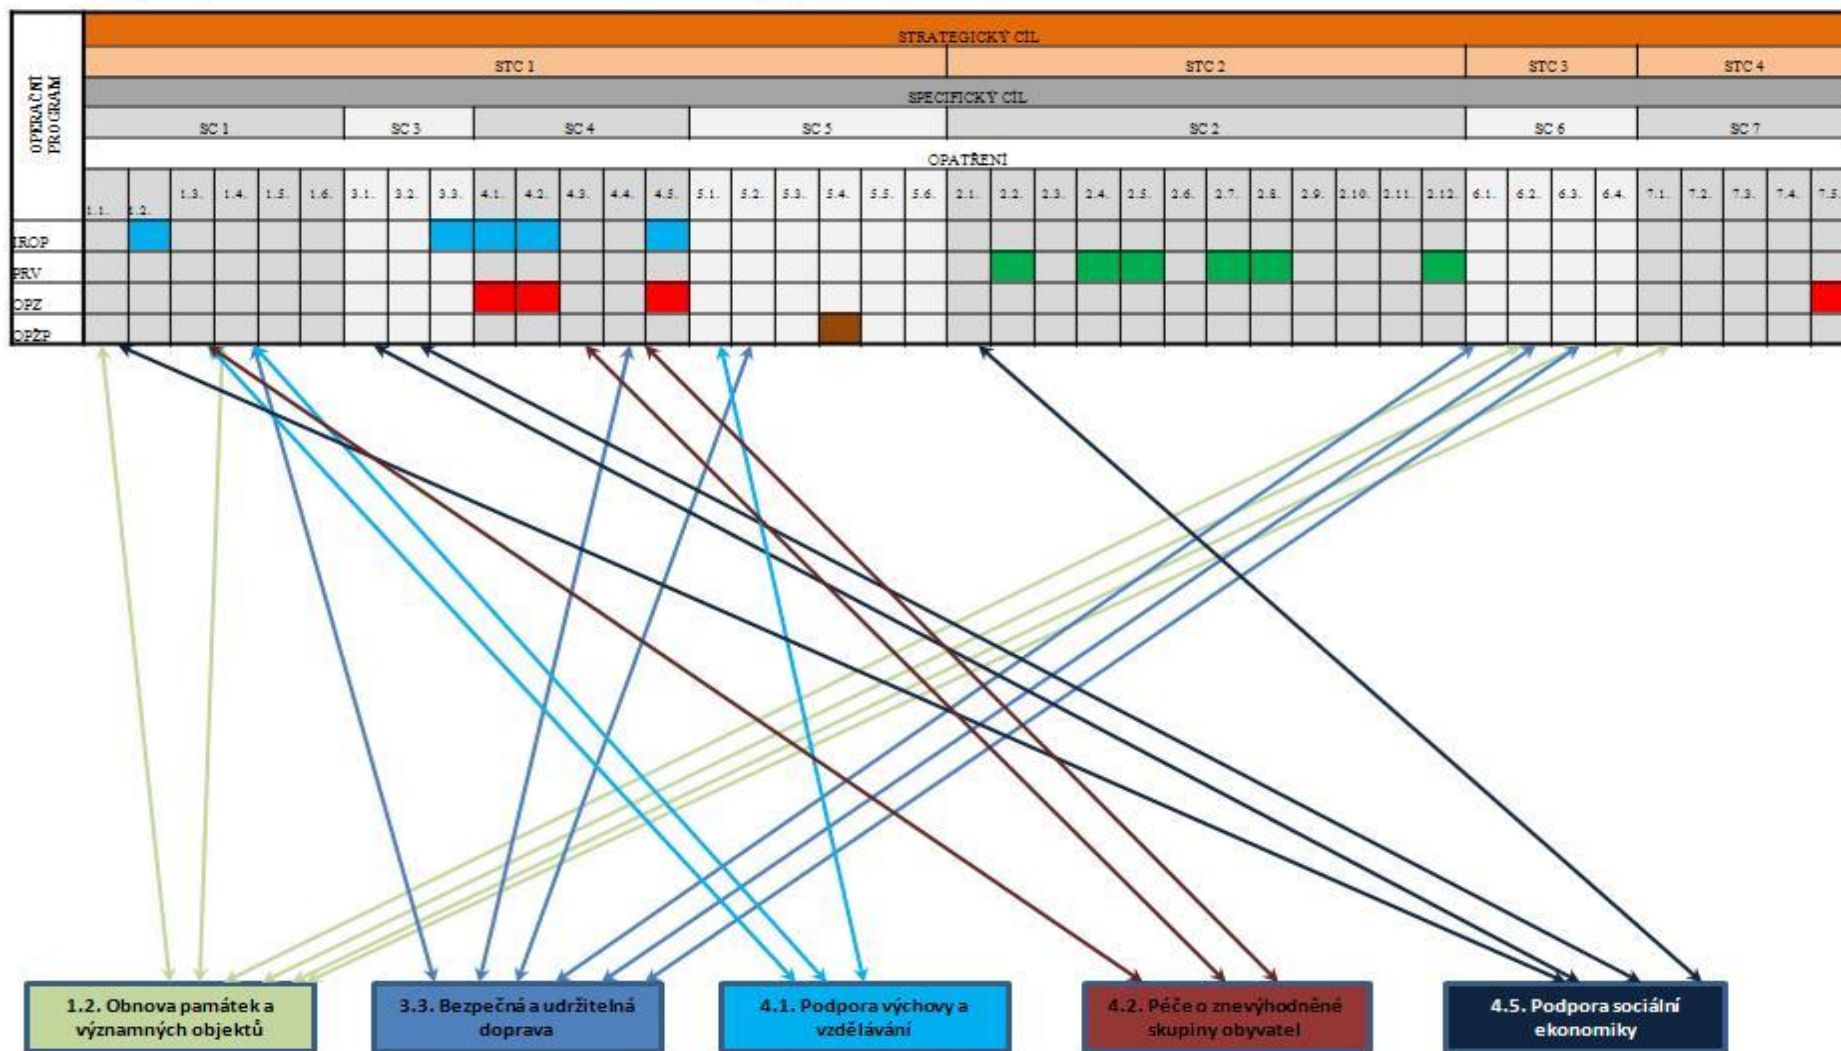 OPERAČNÍ
PROGRAM
STRATEGICKÝ CÍL
STC 1 STC 2 STC 3 STC 4
SPECIFICKÝ CÍL
SC 1 SC 3 SC 4 SC 5 SC 2 SC 6 SC 7
OPATŘENÍ
1.1. 1.2. 1.3. 1.4. 1.5. 1.6. 3.1. 3.2. 3.3. 4.1. 4.2. 4.3. 4.4. 4.5. 5.1. 5.2. 5.3. 5.4. 5.5. 5.6. 2.1. 2.2. 2.3. 2.4. 2.5. 2.6. 2.7. 2.8. 2.9. 2.10. 2.11. 2.12. 6.1. 6.2. 6.3. 6.4. 7.1. 7.2. 7.3. 7.4. 7.5.
IROP
PRV
OPZ
OPŽP
1.2. Obnova památek a
významných objektů
3.3. Bezpečná a udržitelná
doprava
4.1. Podpora výchovy a
vzdělávání
4.2. Péče o znevýhodněné
skupiny obyvatel
4.5. Podpora sociální
ekonomiky